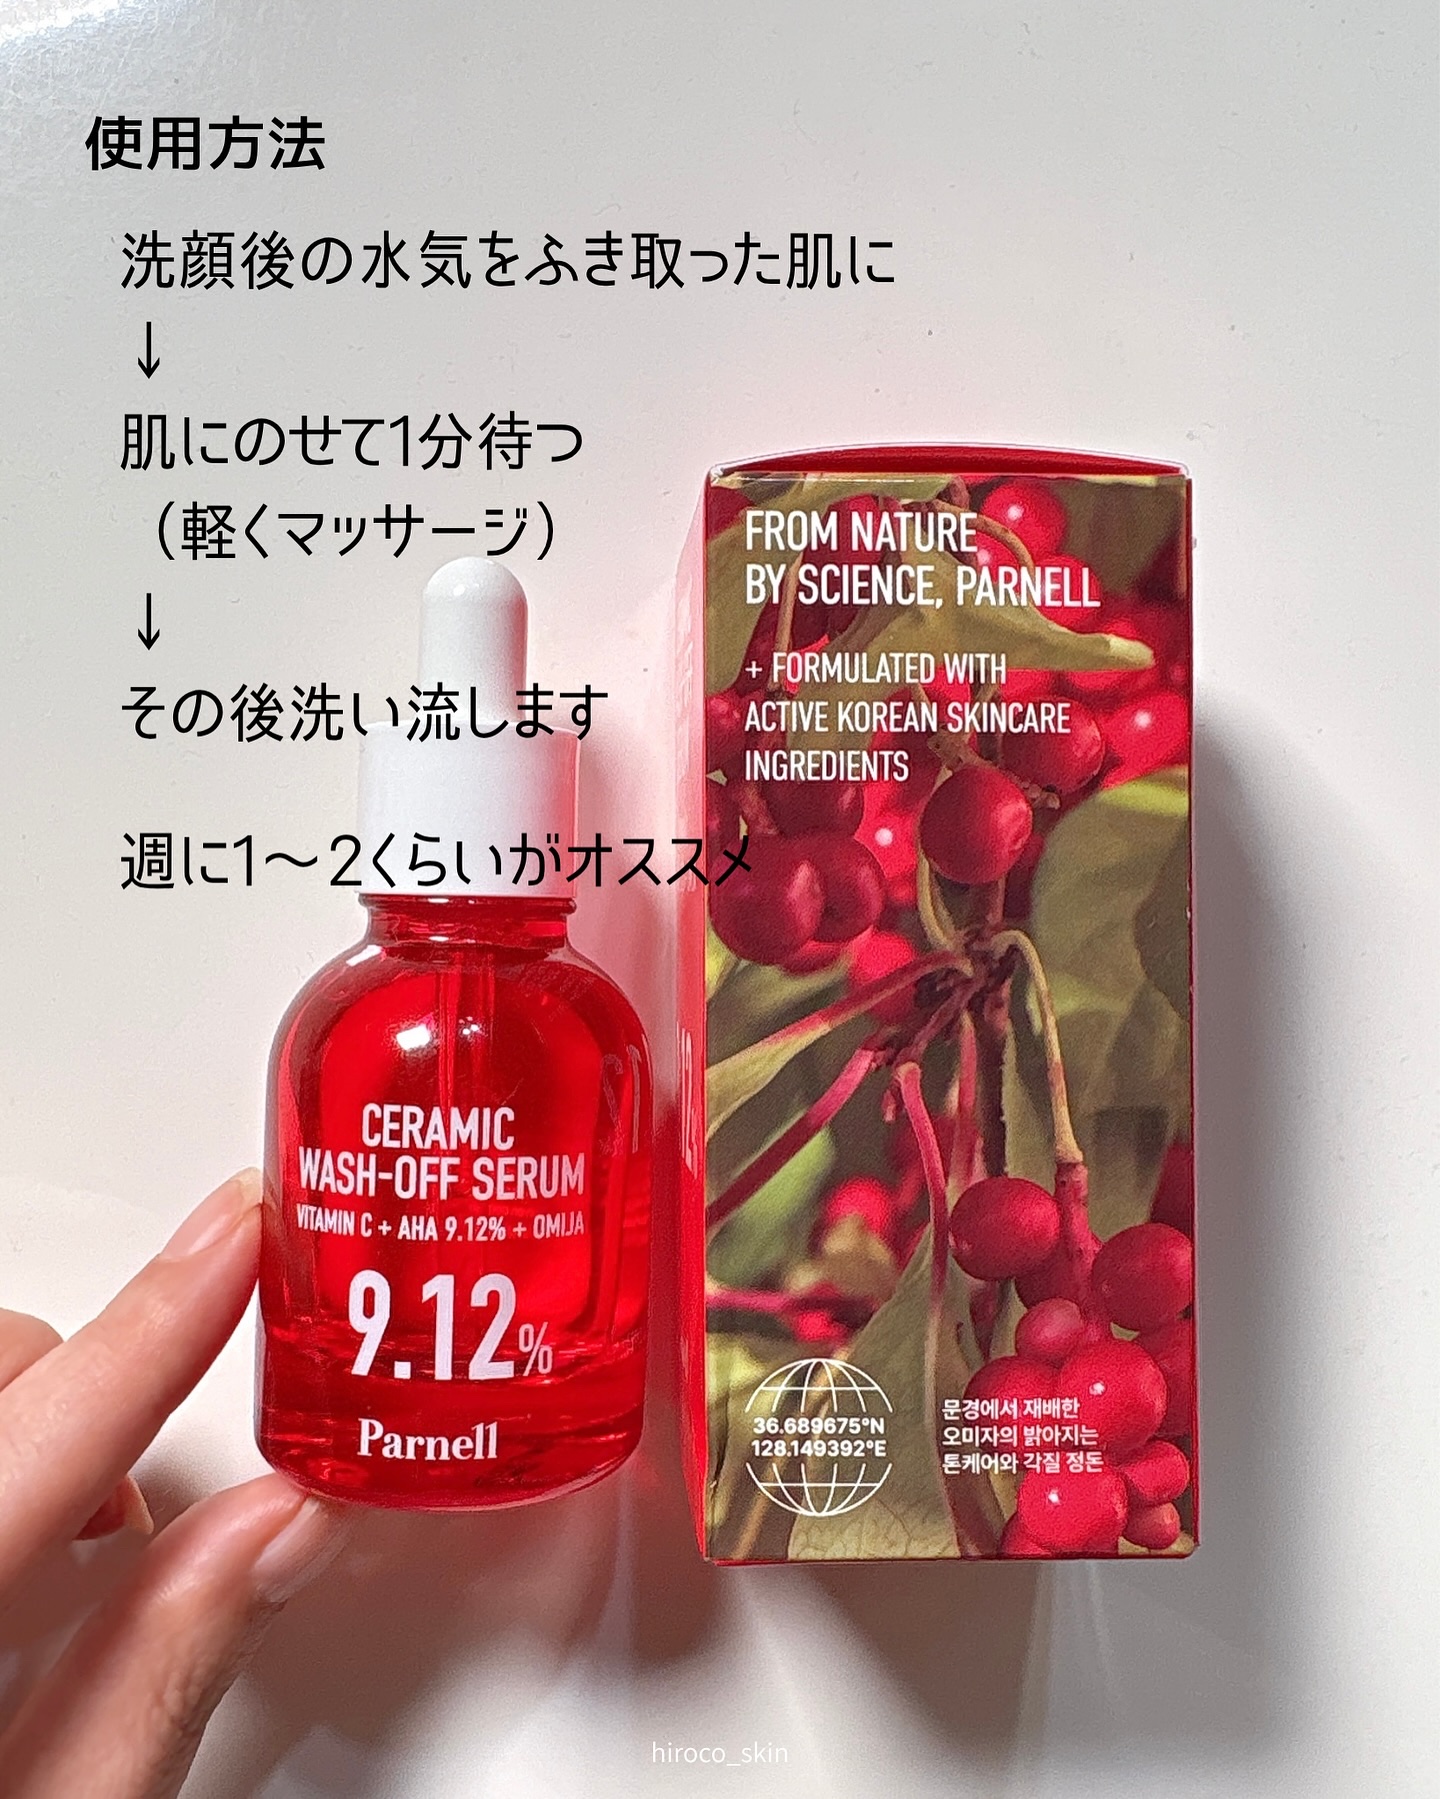 使用方法
洗顔後の水気をふき取った肌に
↓
肌にのせて1分待つ
（軽くマッサージ）
↓
その後洗い流します
週に1～2くらいがオススメ
CERAMIC
WASH-OFF SERUM
VITAMIN C + AHA 9.12% + OMIJA
9.12%
Parnell
FROM NATURE
BY SCIENCE, PARNELL
+ FORMULATED WITH
ACTIVE KOREAN SKINCARE
INGREDIENTS
36.689675°N
128.149392°E
문경에서 재배한
오미자의 밝아지는
톤케어와 각질 정돈
hiroco_skin